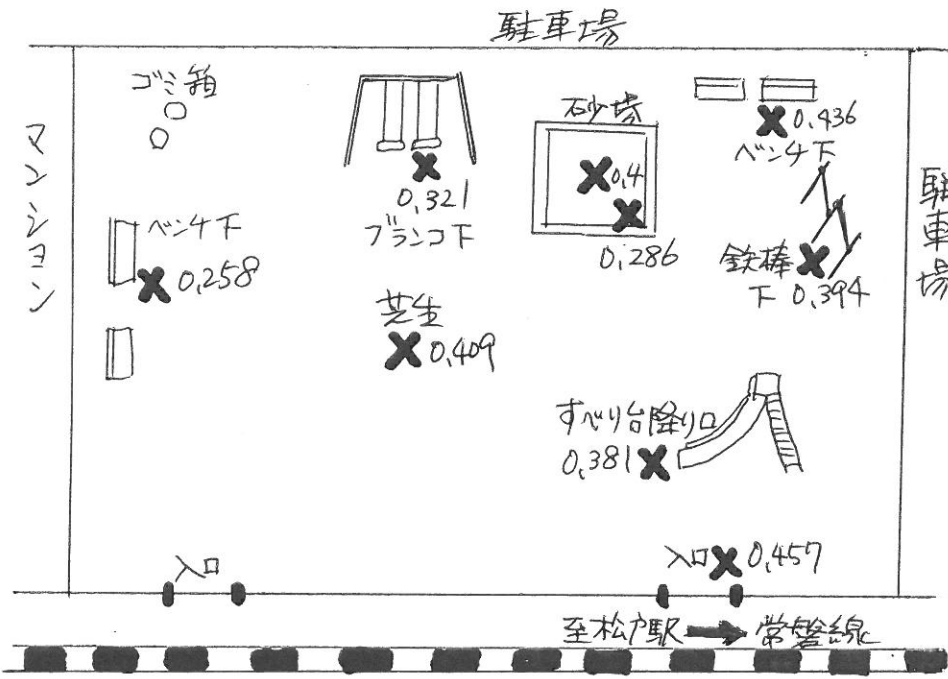 駐車場
ゴミ箱
マンション
ベンチ下
0.258
0.321
ブランコ下
砂場
0.4
0.286
0.436
ベンチ下
鉄棒
下 0.394
駐車場
芝生
0.409
すべり台降り口
0.381
入口
入口 0.457
至松戸駅 常磐線